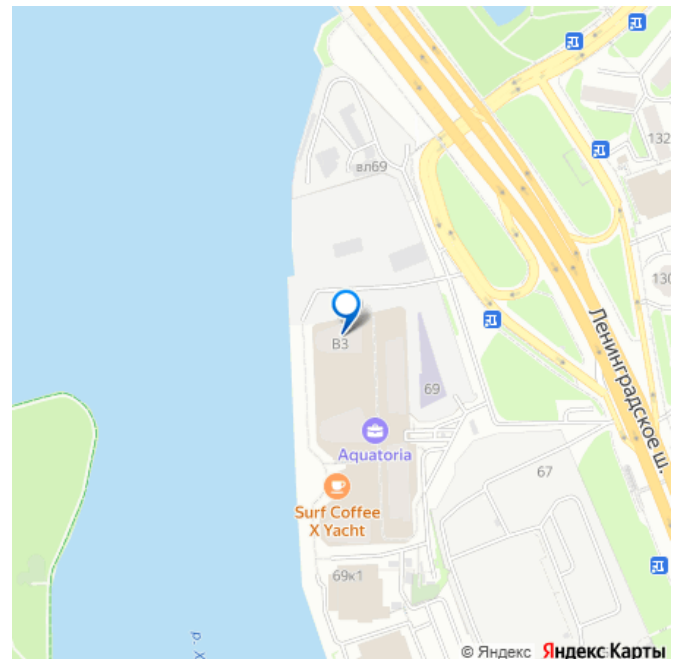 132
вл69
130
Ленинградское ш.
В3
69
Aquatoria
67
Surf Coffee
X Yacht
69к1
р. Х
© Яндекс Яндекс Карты